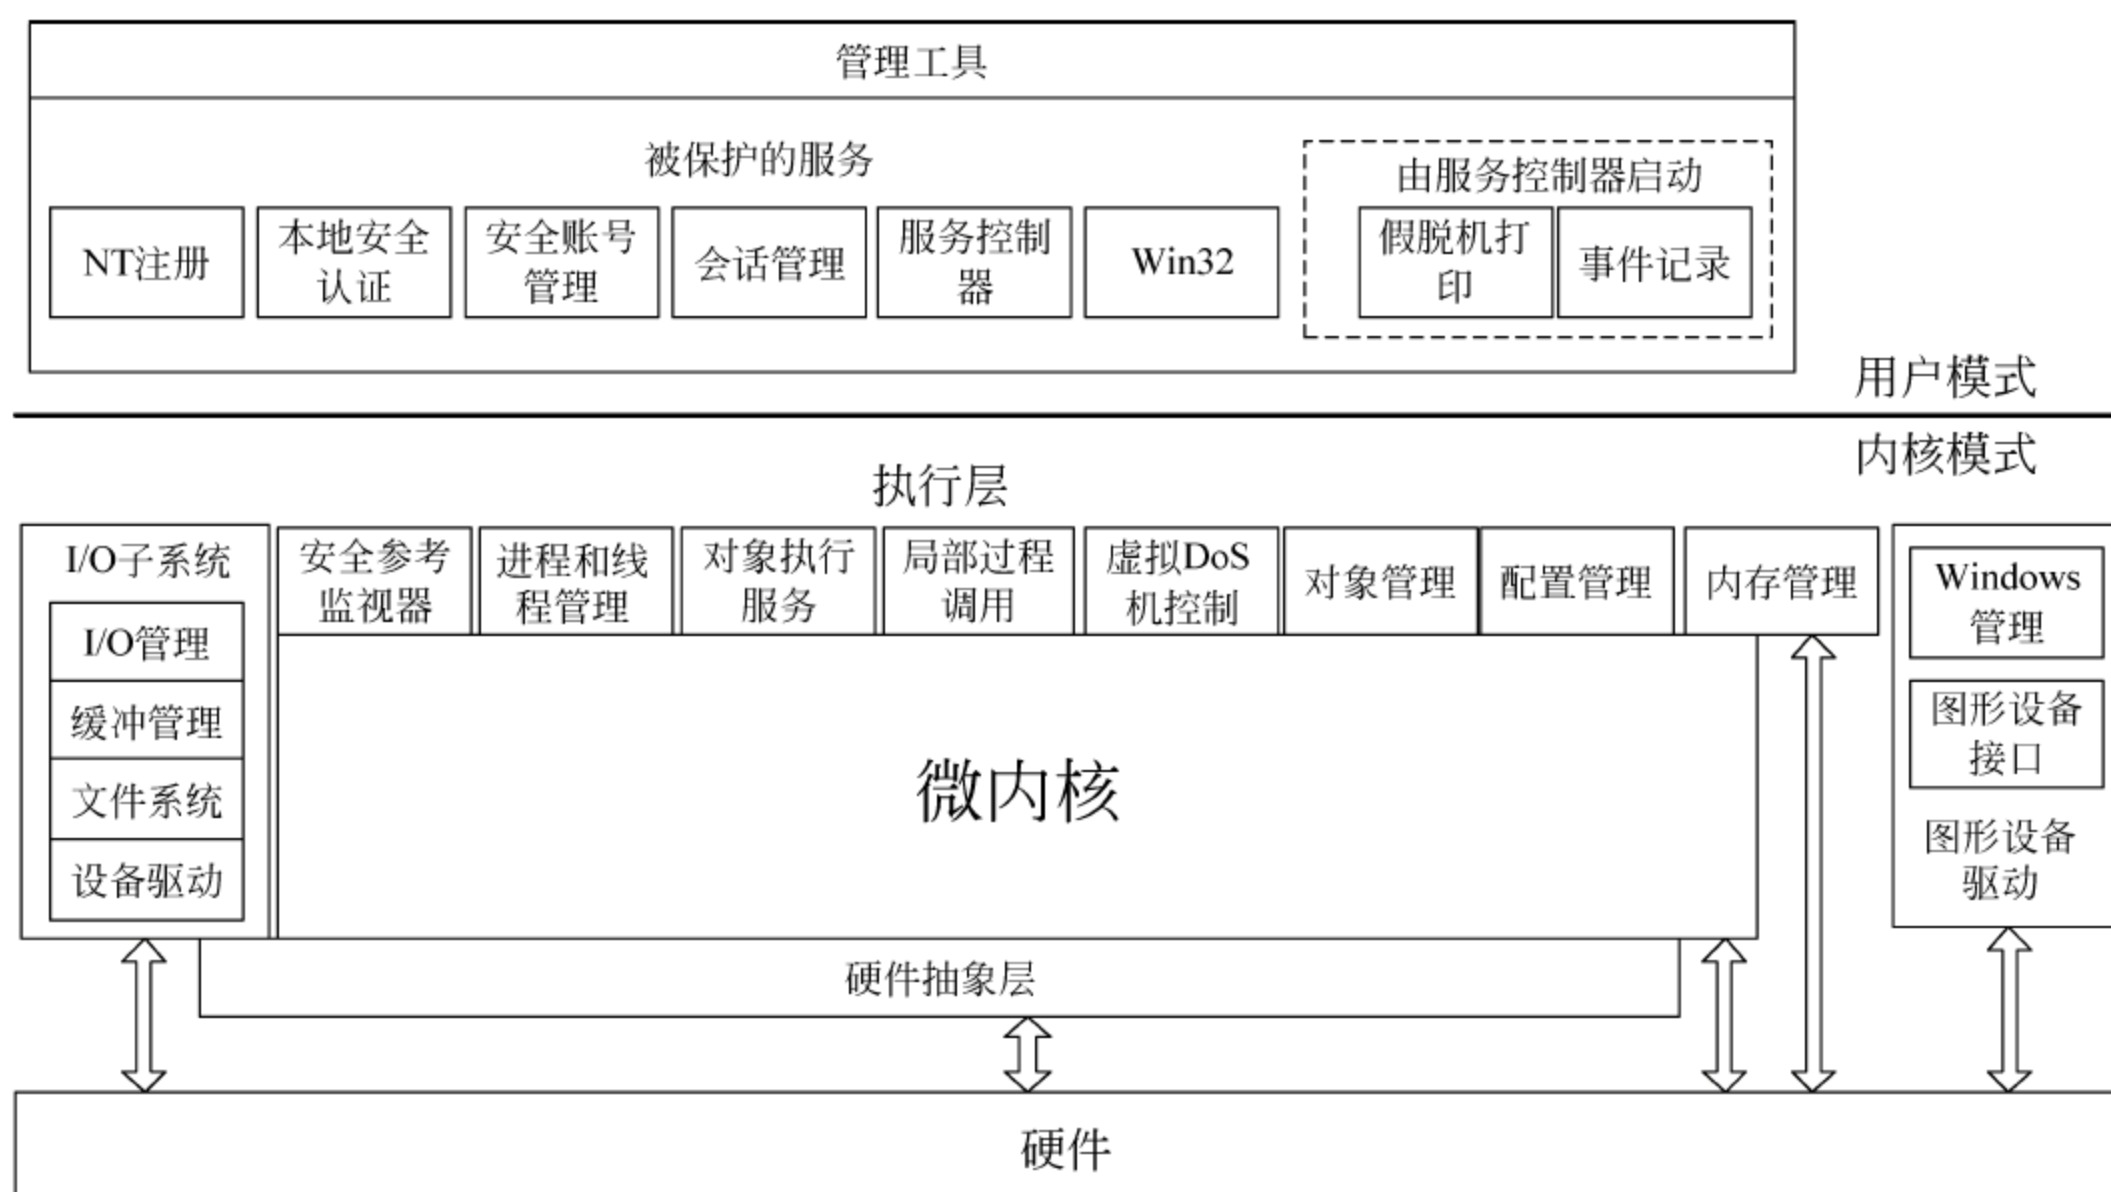 管理工具
被保护的服务
由服务控制器启动
NT注册
本地安全
认证
安全账号
管理
会话管理
服务控制
器
Win32
假脱机打
印
事件记录
用户模式
内核模式
执行层
I/O子系统
I/O管理
缓冲管理
文件系统
设备驱动
安全参考
监视器
进程和线
程管理
对象执行
服务
局部过程
调用
虚拟DoS
机控制
对象管理
配置管理
内存管理
Windows
管理
图形设备
接口
图形设备
驱动
微内核
硬件抽象层
硬件